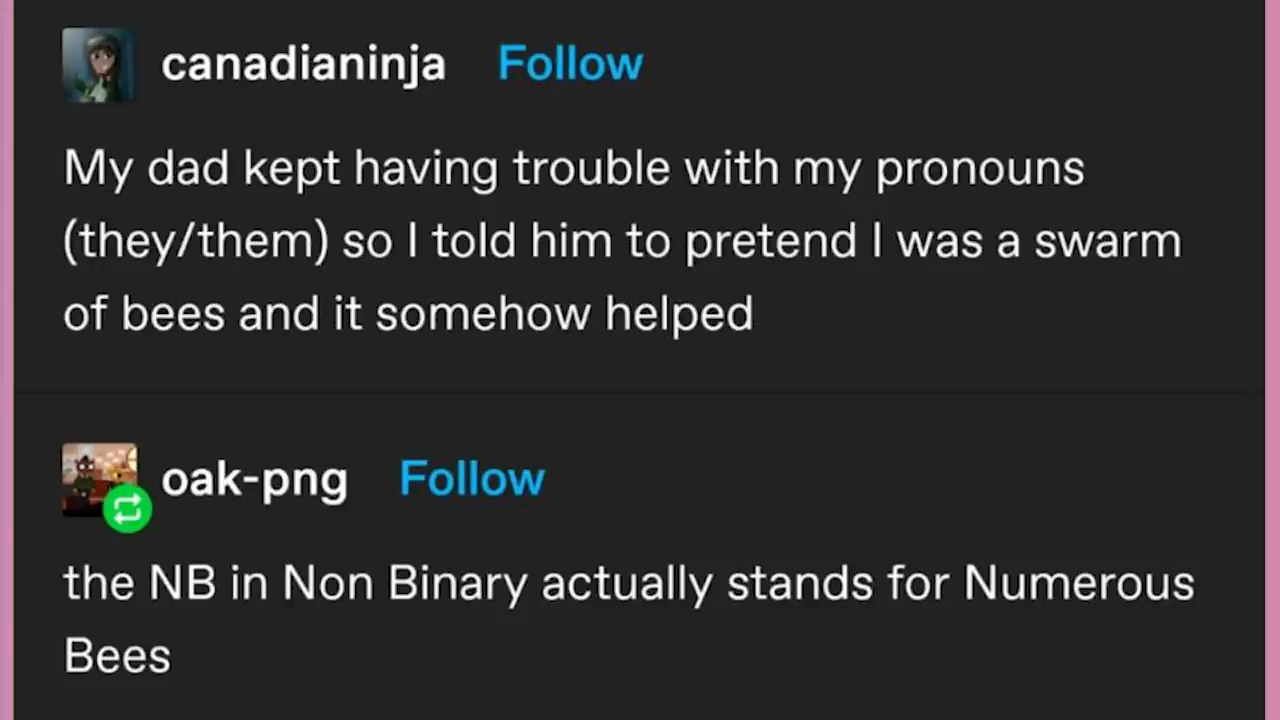 canadianinja Follow
My dad kept having trouble with my pronouns
(they/them) so I told him to pretend I was a swarm
of bees and it somehow helped
oak-png Follow
the NB in Non Binary actually stands for Numerous
Bees